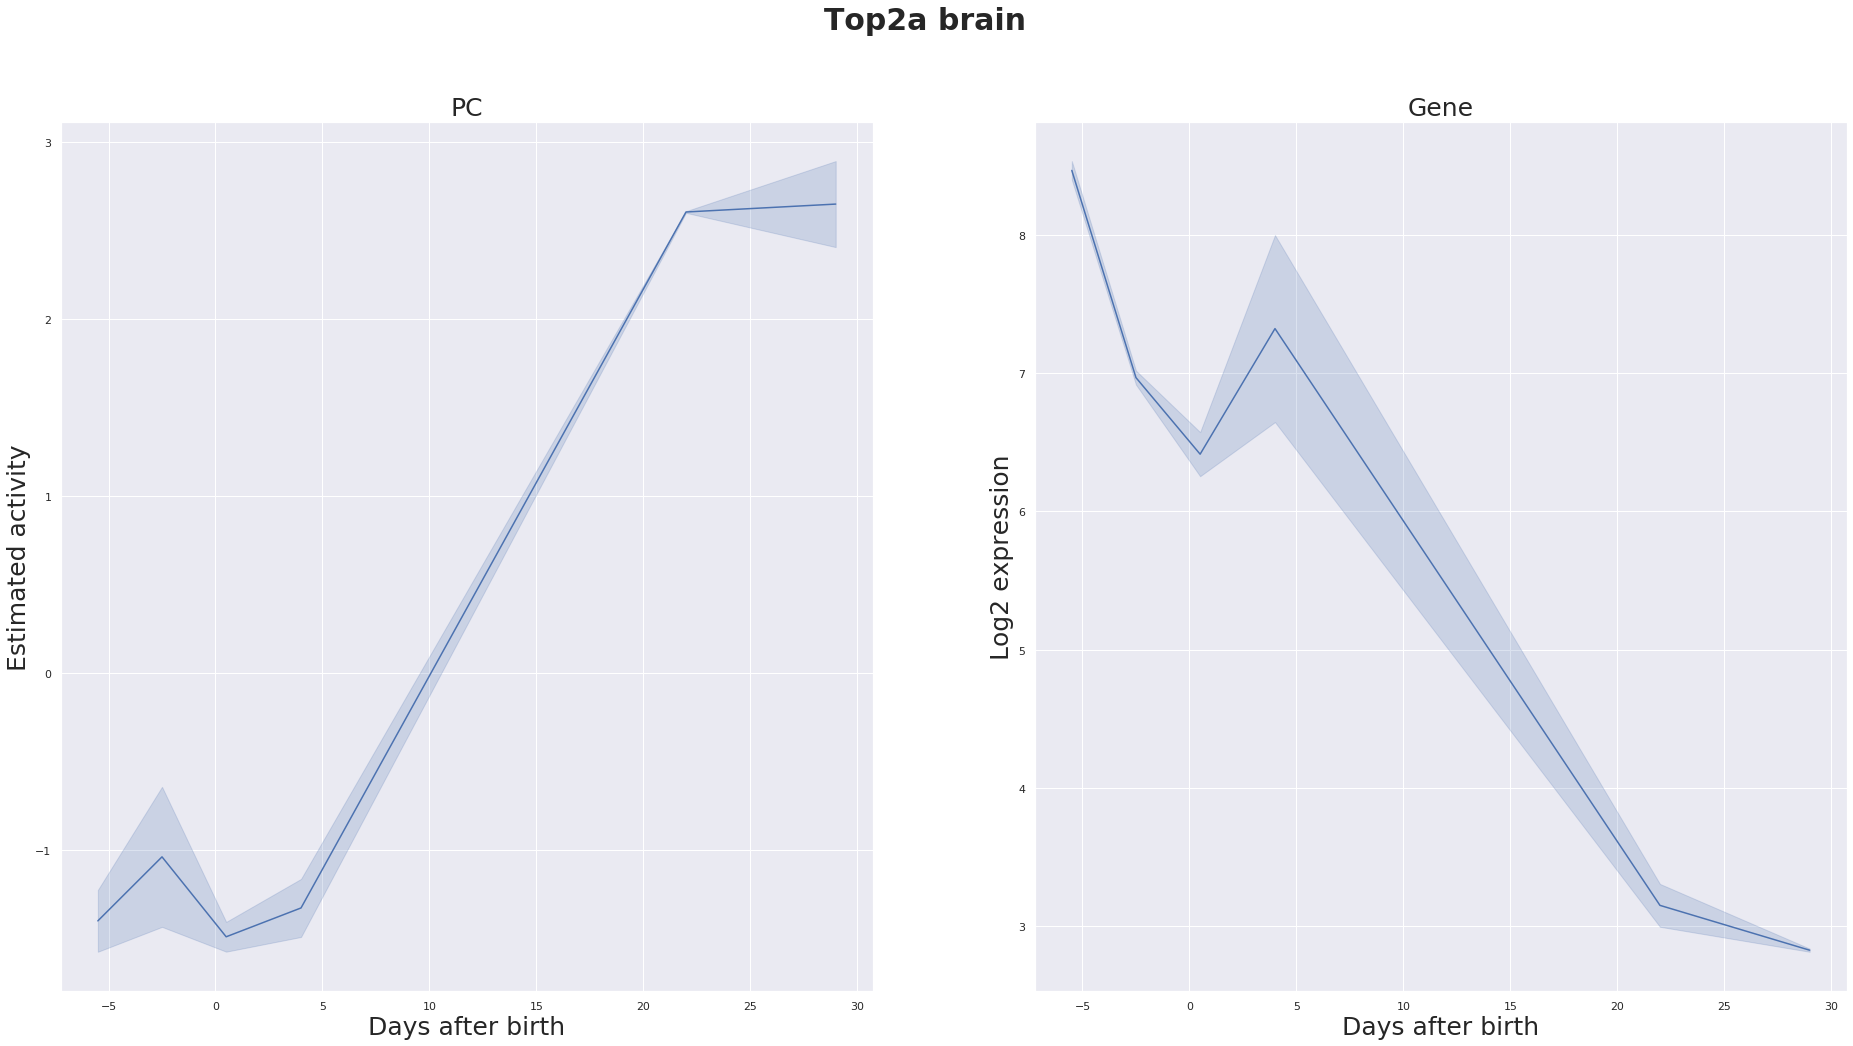 Top2a brain
PC
Estimated activity
3
2
1
0
−1
−5 0 5 10 15 20 25 30
Days after birth
Gene
Log2 expression
8
7
6
5
4
3
−5 0 5 10 15 20 25 30
Days after birth